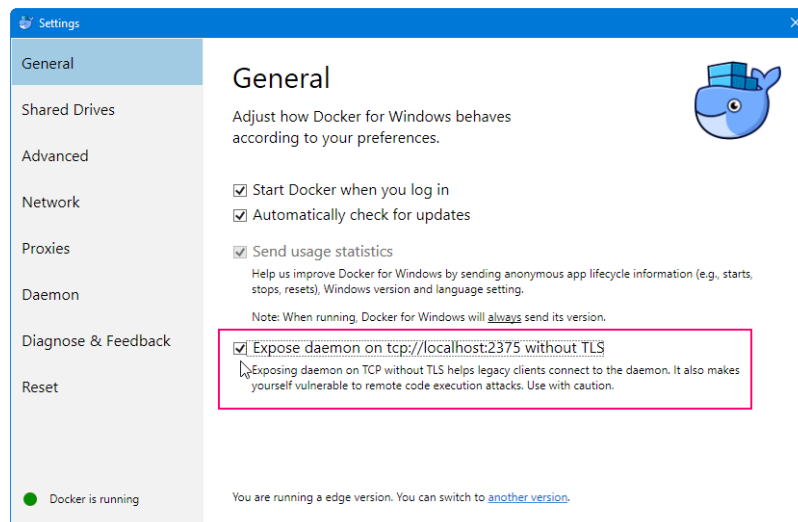 Settings
General
Shared Drives
Advanced
Network
Proxies
Daemon
Diagnose & Feedback
Reset
Docker is running
General
Adjust how Docker for Windows behaves
according to your preferences.
Start Docker when you log in
Automatically check for updates
Send usage statistics
Help us improve Docker for Windows by sending anonymous app lifecycle information (e.g., starts,
stops, resets), Windows version and language setting.
Note: When running, Docker for Windows will always send its version.
Expose daemon on tcp://localhost:2375 without TLS
Exposing daemon on TCP without TLS helps legacy clients connect to the daemon. It also makes
yourself vulnerable to remote code execution attacks. Use with caution.
You are running a edge version. You can switch to another version.